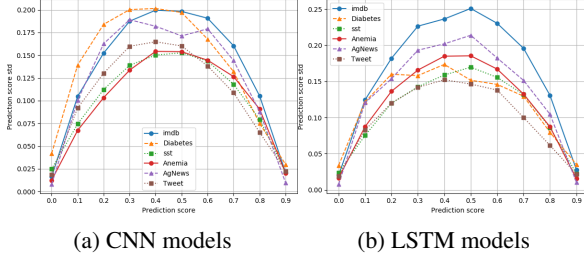 0.200
0.175
0.150
0.125
0.100
0.075
0.050
0.025
0.000
Prediction score std
imdb
Diabetes
sst
Anemia
AgNews
Tweet
0.0 0.1 0.2 0.3 0.4 0.5 0.6 0.7 0.8 0.9
Prediction score
(a) CNN models
0.25
0.20
0.15
0.10
0.05
0.00
Prediction score std
imdb
Diabetes
sst
Anemia
AgNews
Tweet
0.0 0.1 0.2 0.3 0.4 0.5 0.6 0.7 0.8 0.9
Prediction score
(b) LSTM models